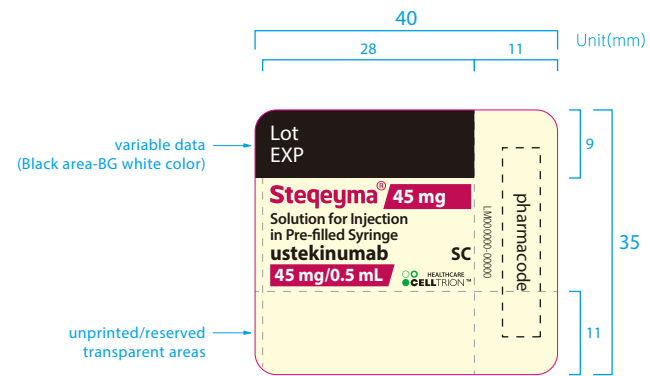 40
28
11
Unit(mm)
variable data
(Black area-BG white color)
Lot
EXP
9
Steqeyma® 45 mg
Solution for Injection
in Pre-filled Syringe
ustekinumab SC
45 mg/0.5 mL
HEALTHCARE
CELLTRION™
LM000000-00000
pharmacode
35
unprinted/reserved
transparent areas
11